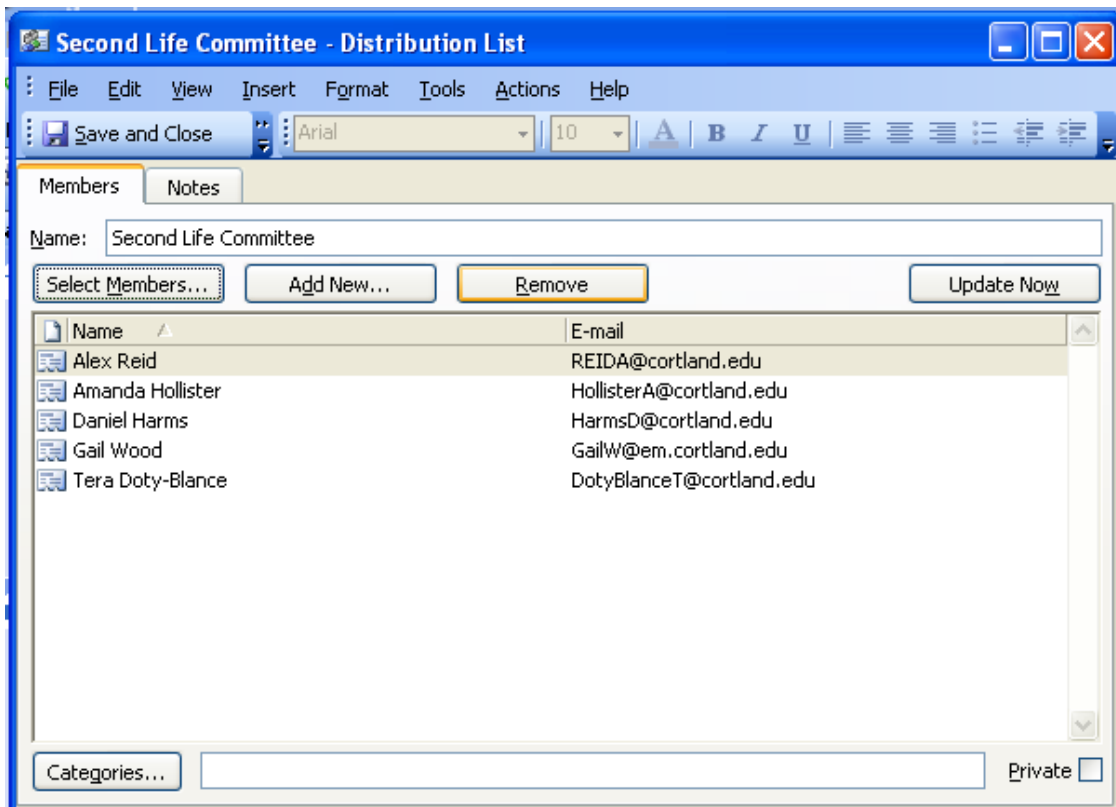 Second Life Committee - Distribution List
File Edit View Insert Format Tools Actions Help
Save and Close Arial 10 A B I U
Members Notes
Name: Second Life Committee
Select Members... Add New... Remove Update Now
Name E-mail
Alex Reid REIDA@cortland.edu
Amanda Hollister HollisterA@cortland.edu
Daniel Harms HarmsD@cortland.edu
Gail Wood GailW@em.cortland.edu
Tera Doty-Blance DotyBlanceT@cortland.edu
Categories... Private